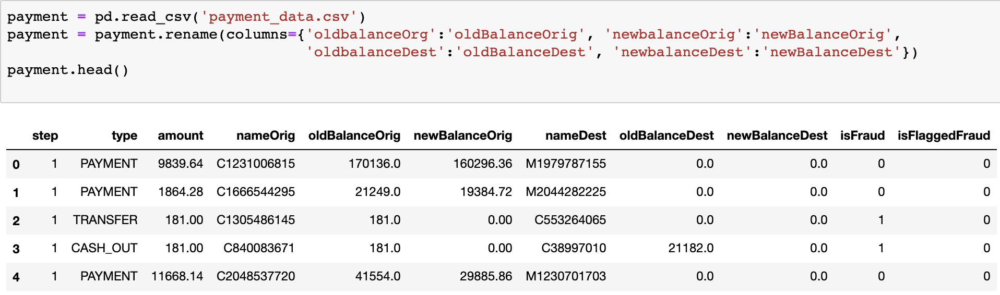 payment = pd.read_csv('payment_data.csv')
payment = payment.rename(columns={'oldbalanceOrg':'oldBalanceOrig', 'newbalanceOrig':'newBalanceOrig',
'oldbalanceDest':'oldBalanceDest', 'newbalanceDest':'newBalanceDest'})
payment.head()
step type amount nameOrig oldBalanceOrig newBalanceOrig nameDest oldBalanceDest newBalanceDest isFraud isFlaggedFraud
0 1 PAYMENT 9839.64 C1231006815 170136.0 160296.36 M1979787155 0.0 0.0 0 0
1 1 PAYMENT 1864.28 C1666544295 21249.0 19384.72 M2044282225 0.0 0.0 0 0
2 1 TRANSFER 181.00 C1305486145 181.0 0.00 C553264065 0.0 0.0 1 0
3 1 CASH_OUT 181.00 C840083671 181.0 0.00 C38997010 21182.0 0.0 1 0
4 1 PAYMENT 11668.14 C2048537720 41554.0 29885.86 M1230701703 0.0 0.0 0 0